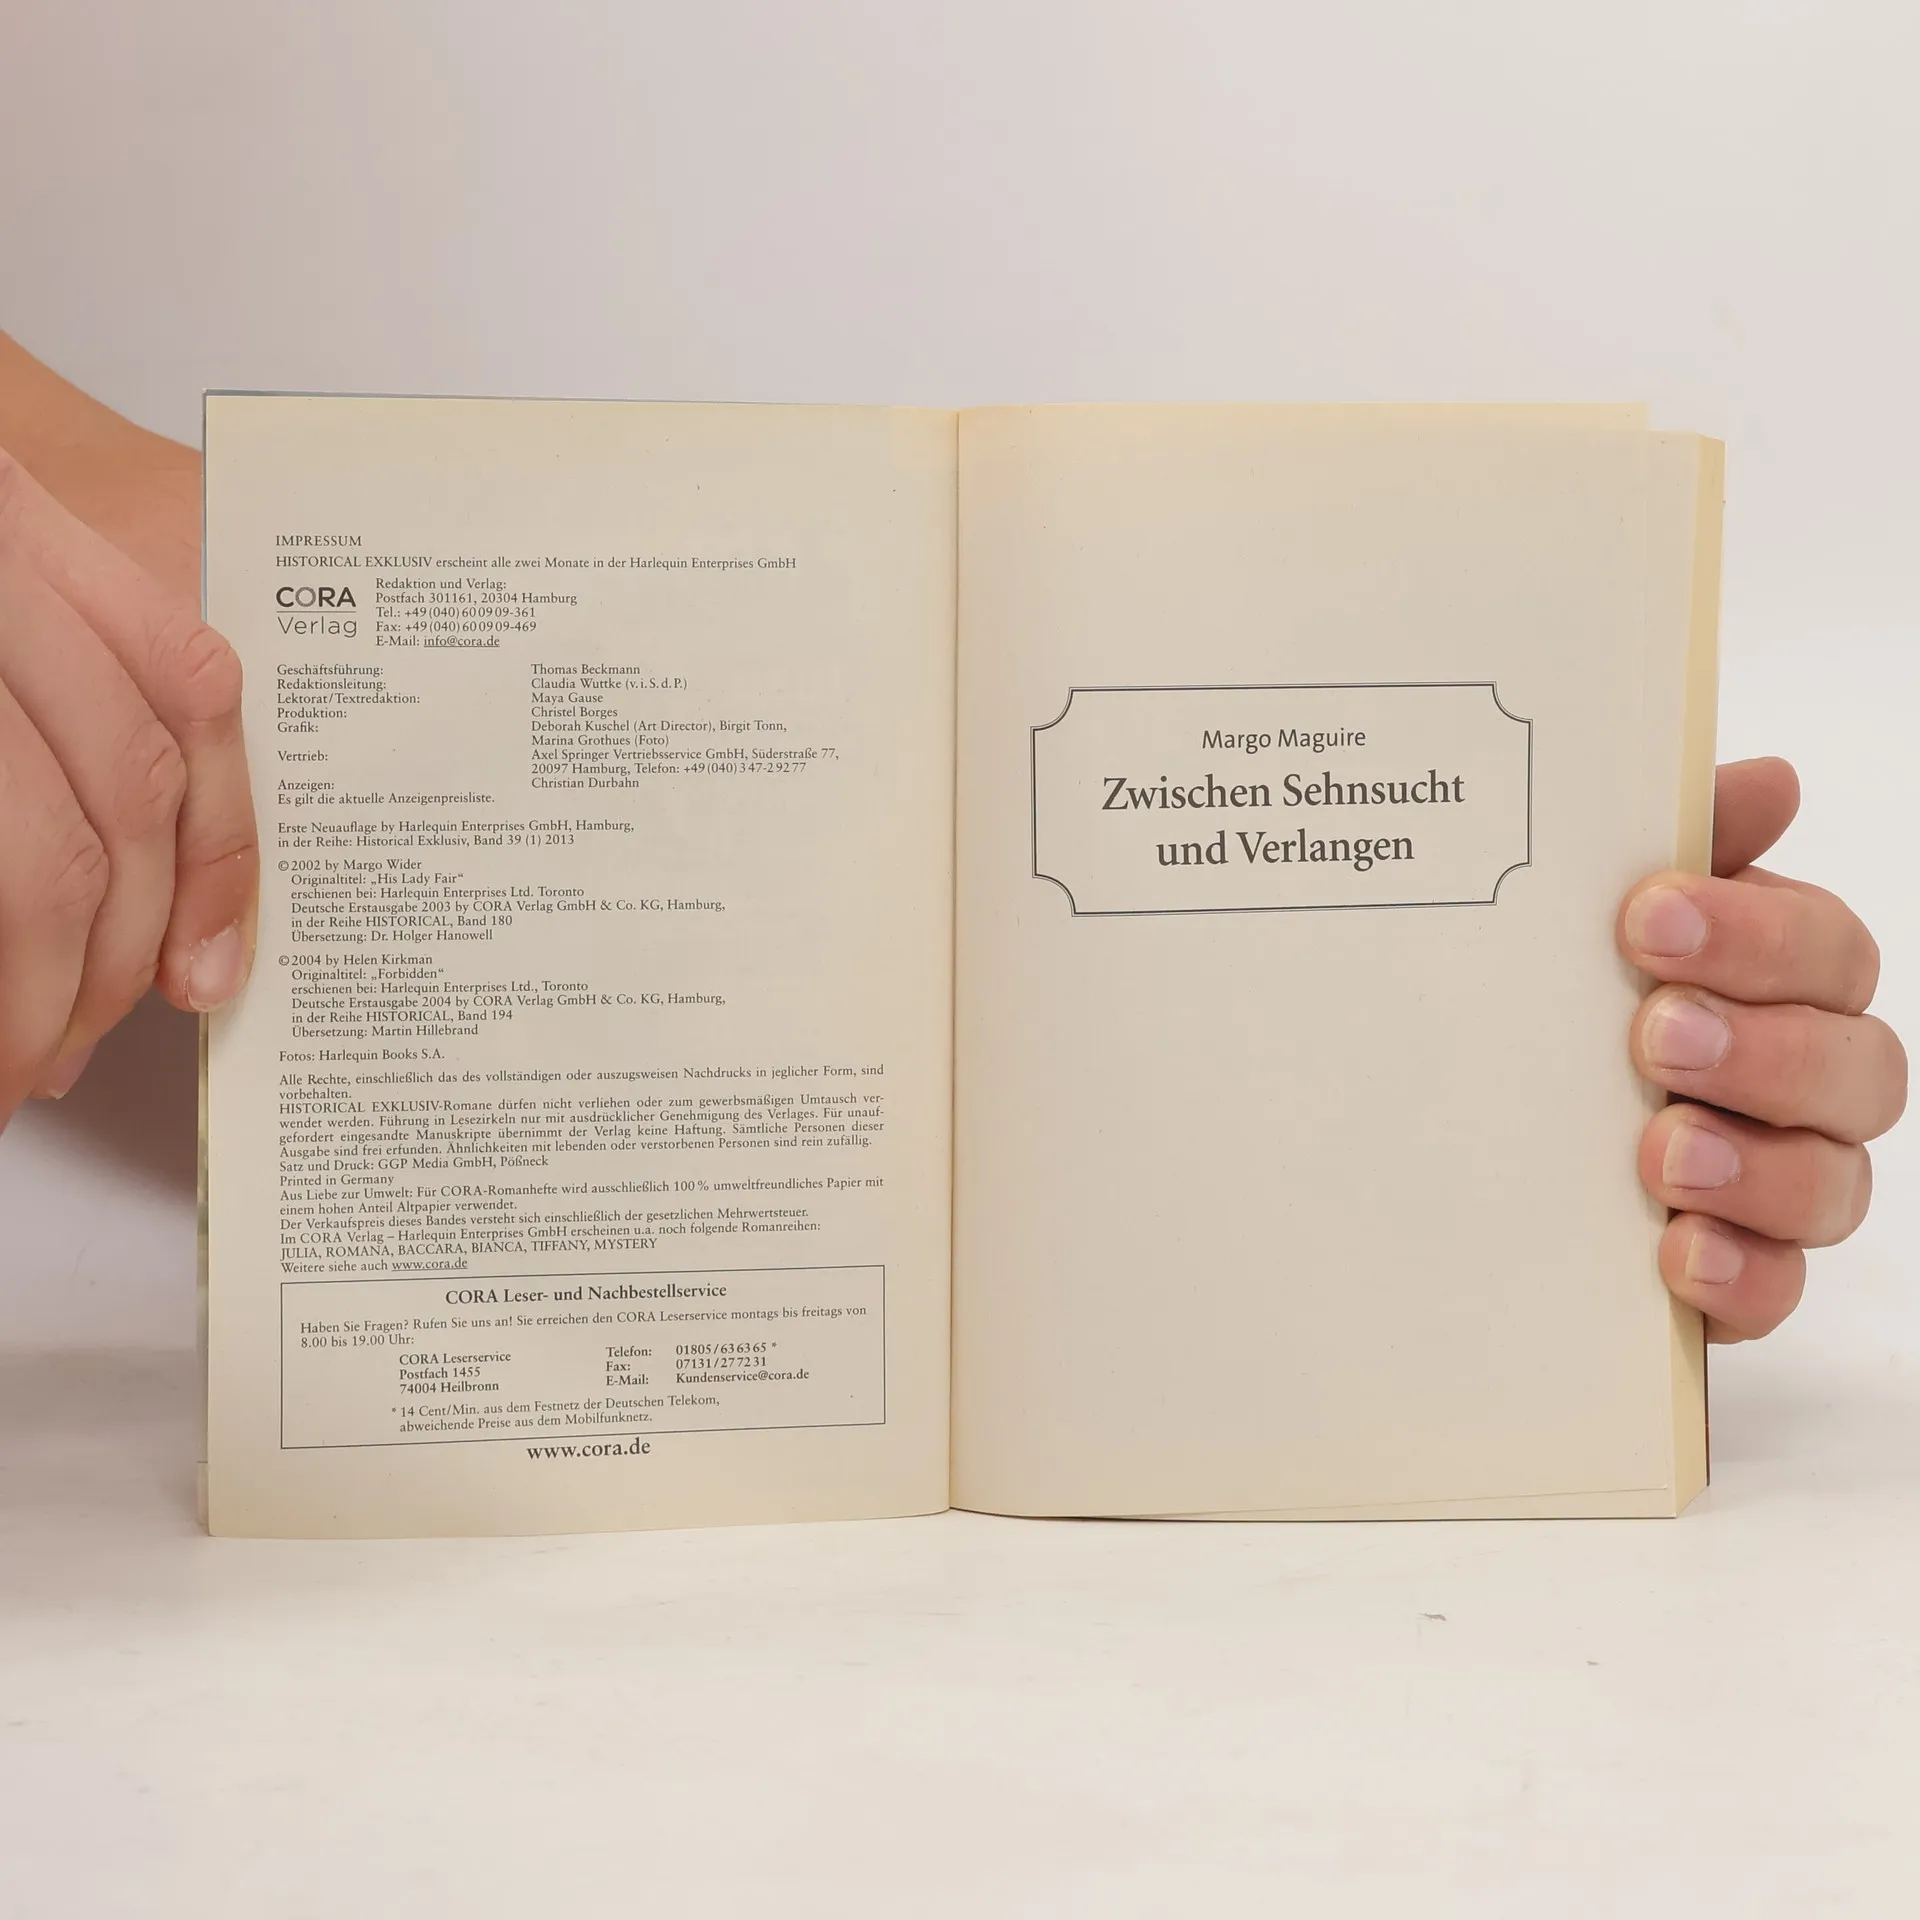 IMPRESSUM
HISTORICAL EXKLUSIV erscheint alle zwei Monate in der Harlequin Enterprises GmbH
CORA
Verlag
Redaktion und Verlag:
Postfach 301161, 20304 Hamburg
Tel.: +49(040)600909-361
Fax: +49(040)600909-469
E-Mail: info@cora.de
Geschäftsführung: Thomas Beckmann
Redaktionsleitung: Claudia Wuttke (v.i.S.d.P.)
Lektorat/Textredaktion: Maya Gause
Produktion: Christel Borges
Grafik: Deborah Kuschel (Art Director), Birgit Tonn,
Marina Grothues (Foto)
Vertrieb: Axel Springer Vertriebsservice GmbH, Süderstraße 77,
20097 Hamburg, Telefon: +49(040)347-29277
Anzeigen: Christian Durbahn
Es gilt die aktuelle Anzeigenpreisliste.
Erste Neuauflage by Harlequin Enterprises GmbH, Hamburg,
in der Reihe: Historical Exklusiv, Band 39 (1) 2013
©2002 by Margo Wider
Originaltitel: „His Lady Fair“
erschienen bei: Harlequin Enterprises Ltd. Toronto
Deutsche Erstausgabe 2003 by CORA Verlag GmbH & Co. KG, Hamburg,
in der Reihe HISTORICAL, Band 180
Übersetzung: Dr. Holger Hanowell
©2004 by Helen Kirkman
Originaltitel: „Forbidden“
erschienen bei: Harlequin Enterprises Ltd., Toronto
Deutsche Erstausgabe 2004 by CORA Verlag GmbH & Co. KG, Hamburg,
in der Reihe HISTORICAL, Band 194
Übersetzung: Martin Hillebrand
Fotos: Harlequin Books S.A.
Alle Rechte, einschließlich das des vollständigen oder auszugsweisen Nachdrucks in jeglicher Form, sind
vorbehalten.
HISTORICAL EXKLUSIV-Romane dürfen nicht verliehen oder zum gewerbsmäßigen Umtausch ver-
wendet werden. Führung in Lesezirkeln nur mit ausdrücklicher Genehmigung des Verlages. Für unauf-
gefordert eingesandte Manuskripte übernimmt der Verlag keine Haftung. Sämtliche Personen dieser
Ausgabe sind frei erfunden. Ähnlichkeiten mit lebenden oder verstorbenen Personen sind rein zufällig.
Satz und Druck: GGP Media GmbH, Pößneck
Printed in Germany
Aus Liebe zur Umwelt: Für CORA-Romanhefte wird ausschließlich 100% umweltfreundliches Papier mit
einem hohen Anteil Altpapier verwendet.
Der Verkaufspreis dieses Bandes versteht sich einschließlich der gesetzlichen Mehrwertsteuer.
Im CORA Verlag – Harlequin Enterprises GmbH erscheinen u.a. noch folgende Romanreihen:
JULIA, ROMANA, BACCARA, BIANCA, TIFFANY, MYSTERY
Weitere siehe auch www.cora.de
CORA Leser- und Nachbestellservice
Haben Sie Fragen? Rufen Sie uns an! Sie erreichen den CORA Leserservice montags bis freitags von
8.00 bis 19.00 Uhr:
CORA Leserservice Telefon: 01805/636365 *
Postfach 1455 Fax: 07131/277231
74004 Heilbronn E-Mail: Kundenservice@cora.de
* 14 Cent/Min. aus dem Festnetz der Deutschen Telekom,
abweichende Preise aus dem Mobilfunknetz.
www.cora.de
Margo Maguire
Zwischen Sehnsucht
und Verlangen